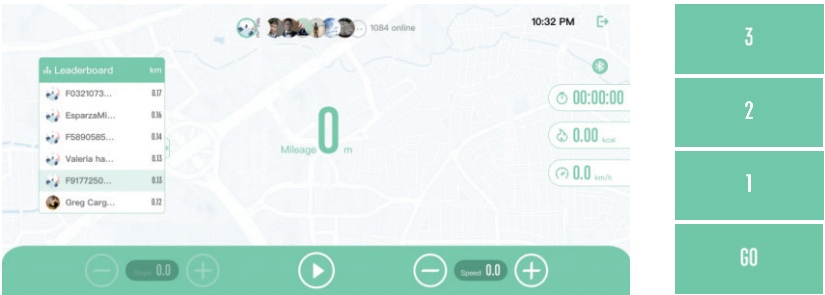 1084 online
10:32 PM
Leaderboard km
F0321073... 0.17
EsparzaMi... 0.16
F5890585... 0.14
Valeria ha... 0.13
F9177250... 0.13
Greg Carg... 0.12
Mileage 0 m
00:00:00
0.00 kcal
0.0 km/h
Slope 0.0
Speed 0.0
3
2
1
GO